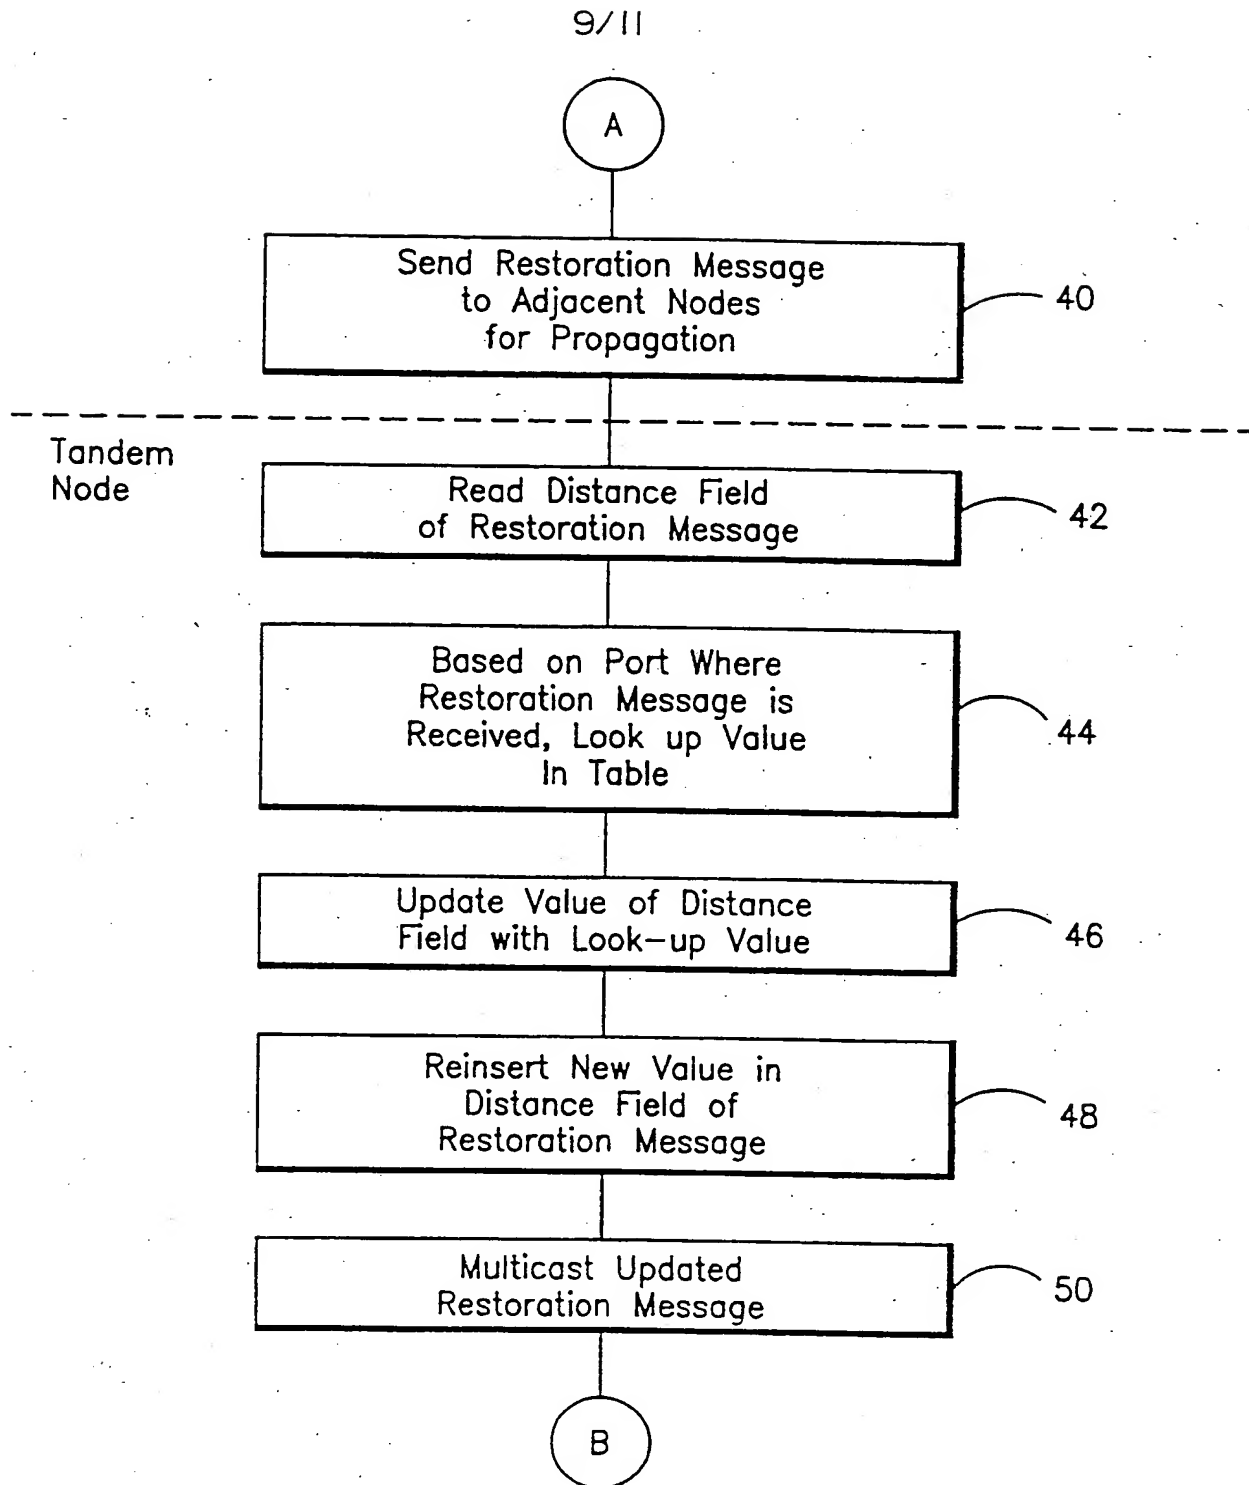 9/11
A
Send Restoration Message
to Adjacent Nodes
for Propagation
40
Tandem
Node
Read Distance Field
of Restoration Message
42
Based on Port Where
Restoration Message is
Received, Look up Value
In Table
44
Update Value of Distance
Field with Look-up Value
46
Reinsert New Value in
Distance Field of
Restoration Message
48
Multicast Updated
Restoration Message
50
B